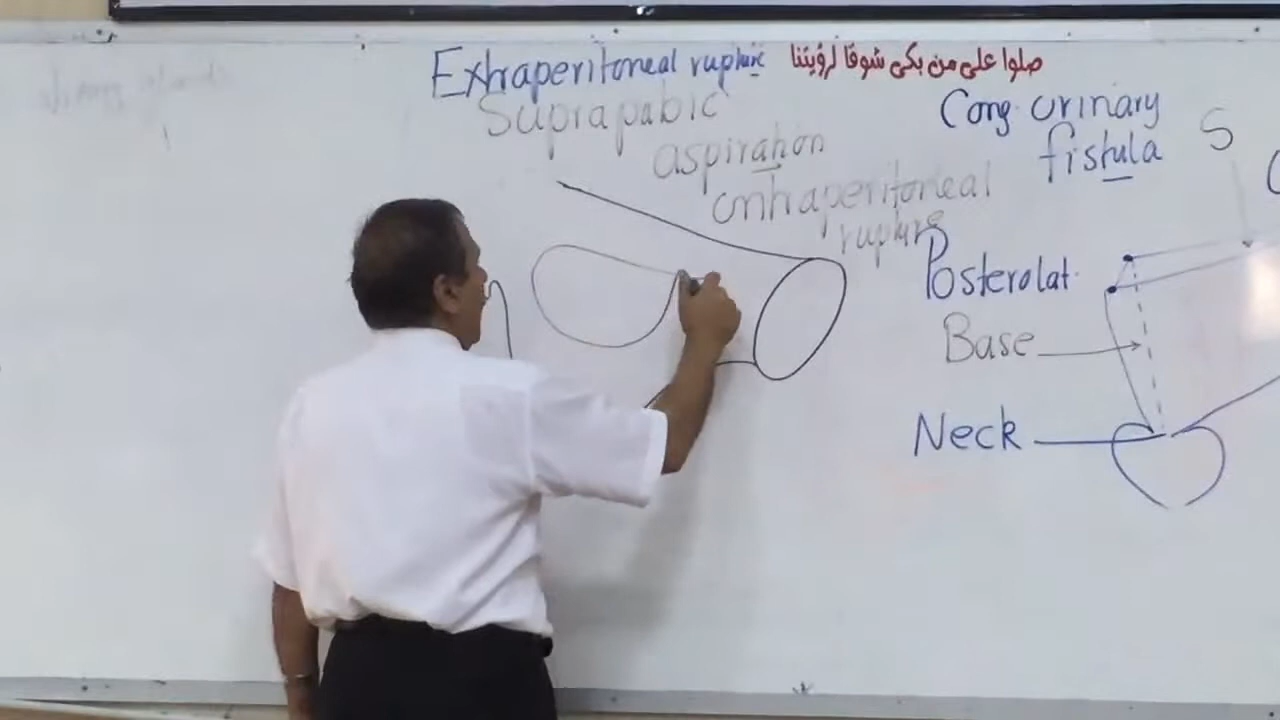 Extraperitoneal rupture
صلوا على من بكى شوقا لرؤيتنا
Suprapubic
aspiration
intraperitoneal
rupture
Cong. urinary
fistula
S
Posterolat.
Base
Neck